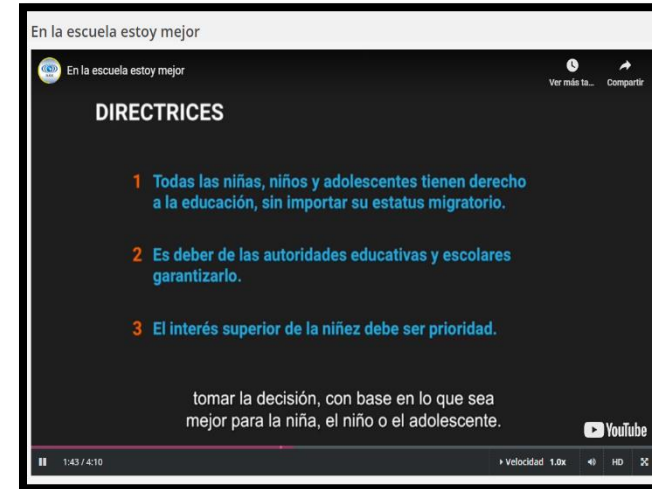 En la escuela estoy mejor
En la escuela estoy mejor
Ver más ta...
Compartir
DIRECTRICES
1 Todas las niñas, niños y adolescentes tienen derecho
a la educación, sin importar su estatus migratorio.
2 Es deber de las autoridades educativas y escolares
garantizarlo.
3 El interés superior de la niñez debe ser prioridad.
tomar la decisión, con base en lo que sea
mejor para la niña, el niño o el adolescente.
YouTube
1:43 / 4:10
Velocidad 1.0x
HD